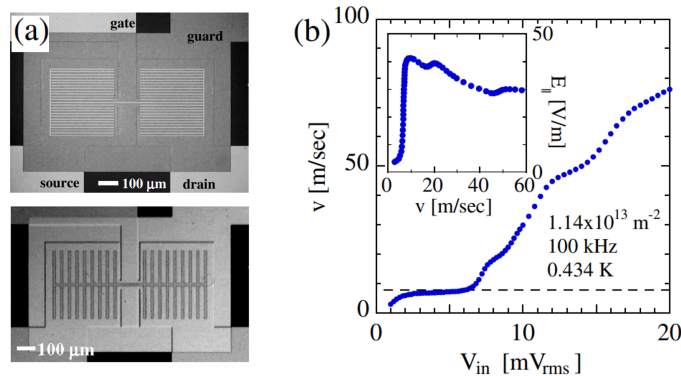 (a)
gate
guard
source
100 μm
drain
100 μm
(b)
100
50
0
v [m/sec]
50
0
E∥ [V/m]
0 20 40 60
v [m/sec]
1.14x10¹³ m⁻²
100 kHz
0.434 K
0 10 20
Vin [mVrms]